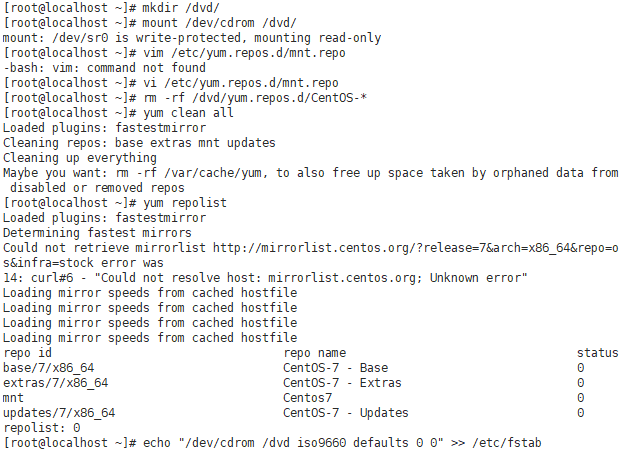 [root@localhost ~]# mkdir /dvd/
[root@localhost ~]# mount /dev/cdrom /dvd/
mount: /dev/sr0 is write-protected, mounting read-only
[root@localhost ~]# vim /etc/yum.repos.d/mnt.repo
-bash: vim: command not found
[root@localhost ~]# vi /etc/yum.repos.d/mnt.repo
[root@localhost ~]# rm -rf /dvd/yum.repos.d/CentOS-*
[root@localhost ~]# yum clean all
Loaded plugins: fastestmirror
Cleaning repos: base extras mnt updates
Cleaning up everything
Maybe you want: rm -rf /var/cache/yum, to also free up space taken by orphaned data from
 disabled or removed repos
[root@localhost ~]# yum repolist
Loaded plugins: fastestmirror
Determining fastest mirrors
Could not retrieve mirrorlist http://mirrorlist.centos.org/?release=7&arch=x86_64&repo=o
s&infra=stock error was
14: curl#6 - "Could not resolve host: mirrorlist.centos.org; Unknown error"
Loading mirror speeds from cached hostfile
Loading mirror speeds from cached hostfile
Loading mirror speeds from cached hostfile
Loading mirror speeds from cached hostfile
repo id                              repo name                              status
base/7/x86_64                        CentOS-7 - Base                        0
extras/7/x86_64                      CentOS-7 - Extras                      0
mnt                                  Centos7                                0
updates/7/x86_64                     CentOS-7 - Updates                     0
repolist: 0
[root@localhost ~]# echo "/dev/cdrom /dvd iso9660 defaults 0 0" >> /etc/fstab